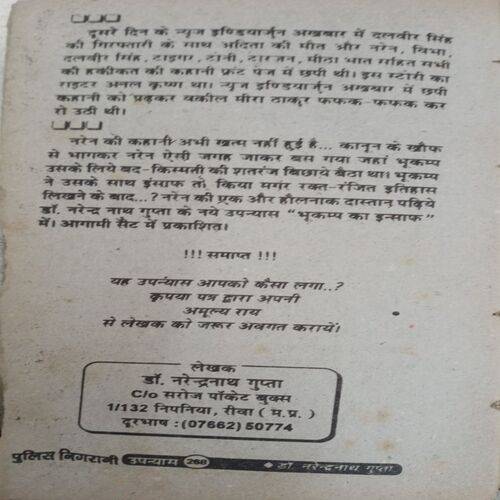 दूसरे दिन के न्यूज इण्डियार्जुन अखबार में दलवीर सिंह
की गिरफ्तारी के साथ अदिता की मौत और नरेन, विभा,
दलवीर सिंह, टाइगर, टोनी, टारजन, मीठा भात सहित सभी
की हकीकत की कहानी फ्रंट पेज में छपी थी। इस स्टोरी का
राइटर अनल कृष्णा था। न्यूज इण्डियार्जुन अखबार में छपी
कहानी को पढ़कर वकील मीरा ठाकुर फफक-फफक कर
रो उठी थी।
नरेन की कहानी अभी खत्म नहीं हुई है... कानून के खौफ
से भागकर नरेन ऐसी जगह जाकर बस गया जहां भूकम्प
उसके लिये बद-किस्मती की शतरंज बिछाये बैठा था। भूकम्प
ने उसके साथ इंसाफ तो किया मगर रक्त-रंजित इतिहास
लिखने के बाद...? नरेन की एक और हौलनाक दास्तान पढ़िये
डॉ. नरेन्द्र नाथ गुप्ता के नये उपन्यास "भूकम्प का इन्साफ"
में। आगामी सैट में प्रकाशित।
!!! समाप्त !!!
यह उपन्यास आपको कैसा लगा..?
कृपया पत्र द्वारा अपनी
अमूल्य राय
से लेखक को जरूर अवगत करायें।
लेखक
डॉ. नरेन्द्रनाथ गुप्ता
C/o सरोज पॉकेट बुक्स
1/132 निपनिया, रीवा ( म.प्र. )
दूरभाष : (07662) 50774
पुलिस निगरानी उपन्यास 268 डॉ नरेन्द्रनाथ गुप्ता